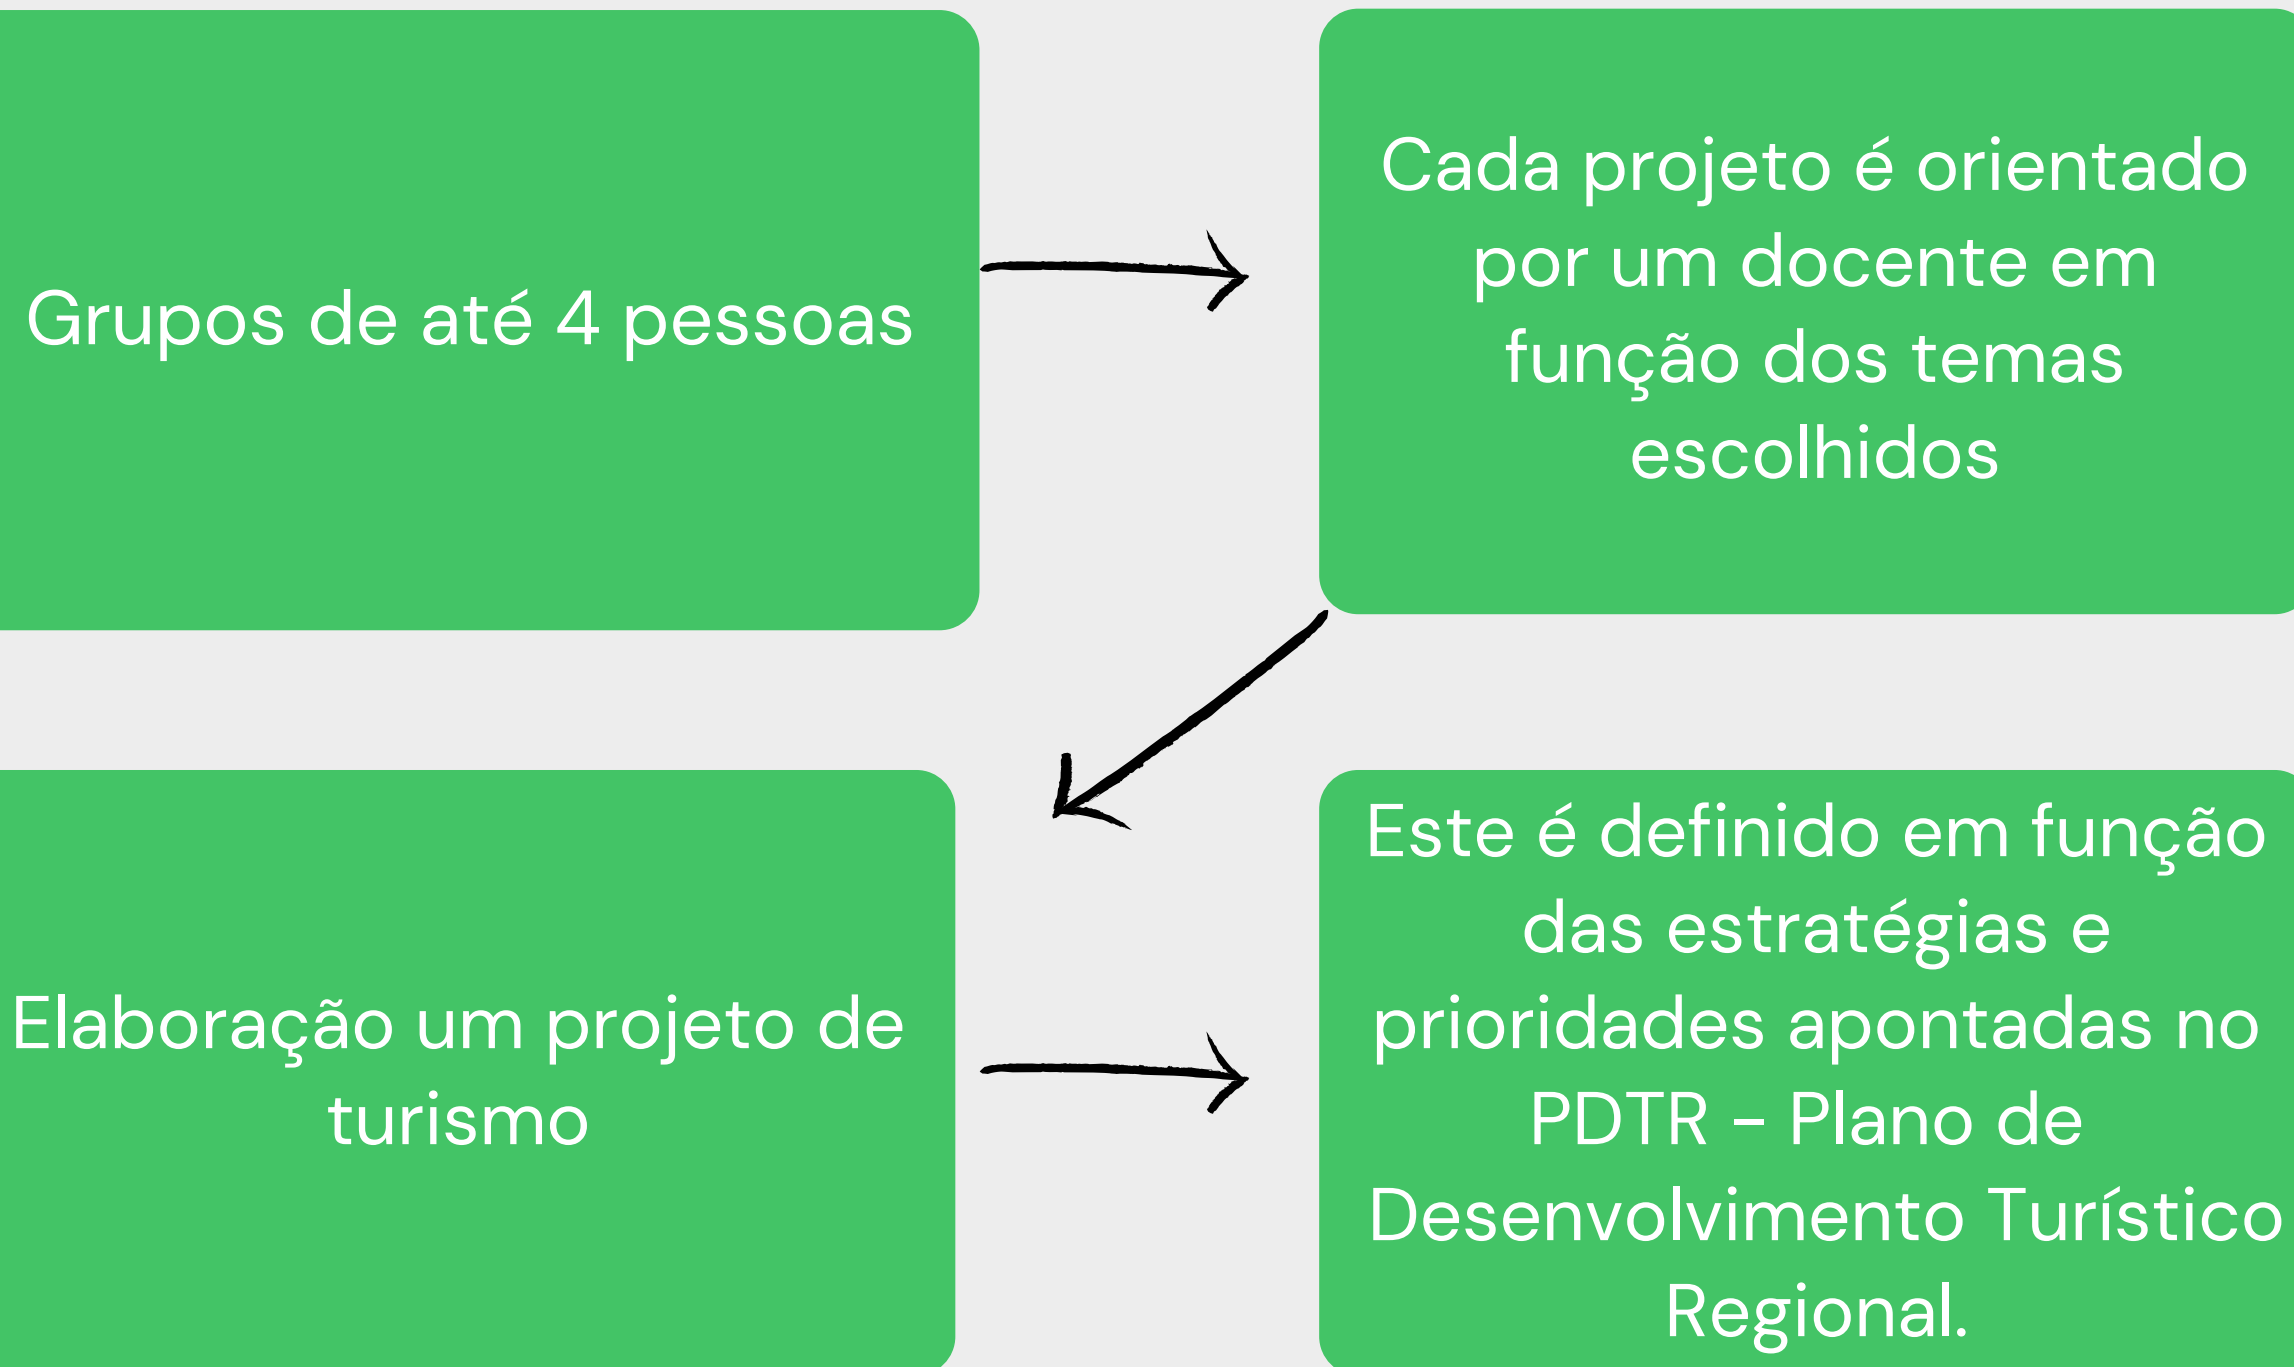 Grupos de até 4 pessoas
Cada projeto é orientado
por um docente em
função dos temas
escolhidos
Elaboração um projeto de
turismo
Este é definido em função
das estratégias e
prioridades apontadas no
PDTR - Plano de
Desenvolvimento Turístico
Regional.